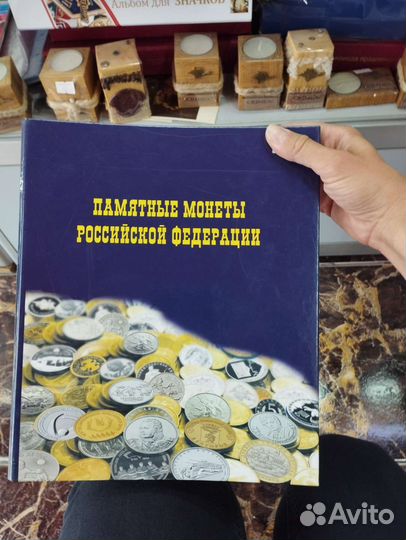 Альбом для ЗНАЧКОВ
ПАМЯТНЫЕ МОНЕТЫ
РОССИЙСКОЙ ФЕДЕРАЦИИ
Avito